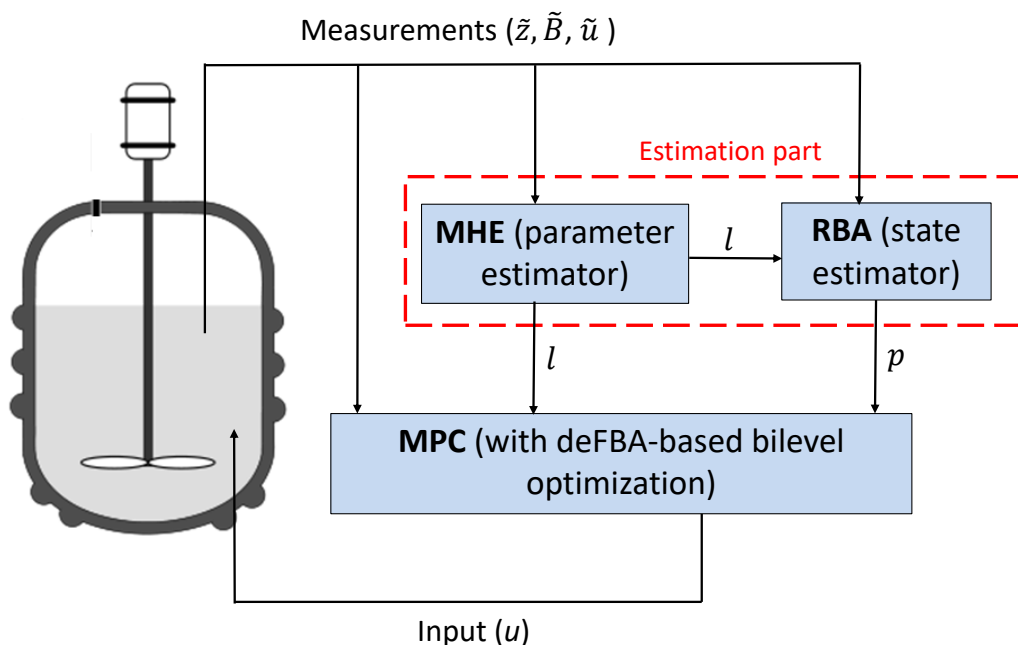 Measurements (z̃, B̃, ũ )
Estimation part
MHE (parameter
estimator)
l
RBA (state
estimator)
l
p
MPC (with deFBA-based bilevel
optimization)
Input (u)